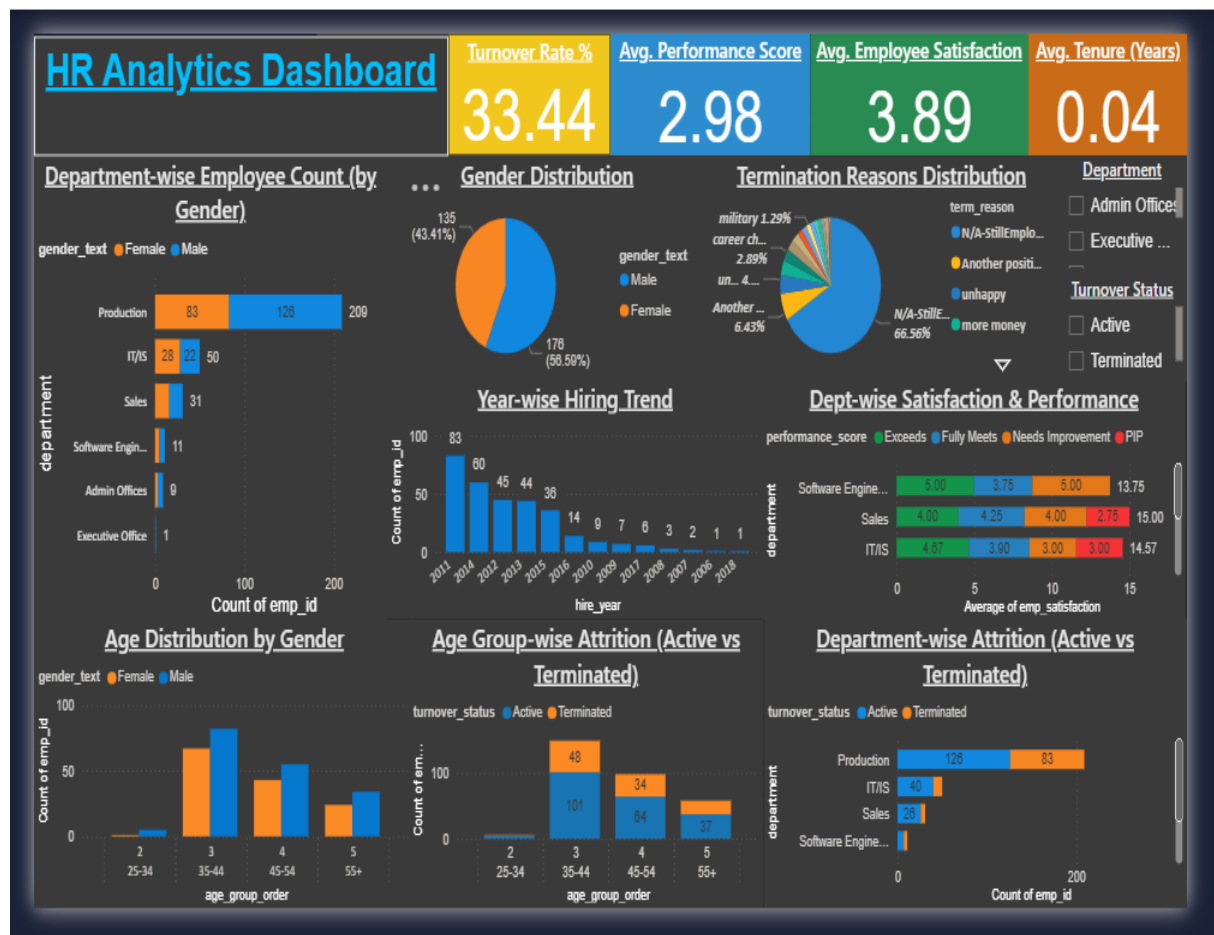 HR Analytics Dashboard
Turnover Rate %
33.44
Avg. Performance Score
2.98
Avg. Employee Satisfaction
3.89
Avg. Tenure (Years)
0.04
Department-wise Employee Count (by
Gender)
gender_text Female Male
department
Production 83 126 209
IT/IS 28 22 50
Sales 31
Software Engin... 11
Admin Offices 9
Executive Office 1
0 100 200
Count of emp_id
...
Gender Distribution
135
(43.41%)
176
(56.59%)
gender_text
Male
Female
Termination Reasons Distribution
military 1.29%
career ch...
2.89%
un... 4....
Another ...
6.43%
N/A-StillE...
66.56%
term_reason
N/A-StillEmplo...
Another positi...
unhappy
more money
Department
Admin Offices
Executive ...
Turnover Status
Active
Terminated
Year-wise Hiring Trend
Count of emp_id
100
50
0
83 60 45 44 36 14 9 7 6 3 2 1 1
2011 2014 2012 2013 2015 2016 2010 2009 2017 2008 2007 2006 2018
hire_year
Dept-wise Satisfaction & Performance
performance_score Exceeds Fully Meets Needs Improvement PIP
department
Software Engine... 5.00 3.75 5.00 13.75
Sales 4.00 4.25 4.00 2.75 15.00
IT/IS 4.67 3.90 3.00 3.00 14.57
0 5 10 15
Average of emp_satisfaction
Age Distribution by Gender
gender_text Female Male
Count of emp_id
100
50
0
2 3 4 5
25-34 35-44 45-54 55+
age_group_order
Age Group-wise Attrition (Active vs
Terminated)
turnover_status Active Terminated
Count of em...
100
0
48
101
34
64
37
2 3 4 5
25-34 35-44 45-54 55+
age_group_order
Department-wise Attrition (Active vs
Terminated)
turnover_status Active Terminated
department
Production 126 83
IT/IS 40
Sales 26
Software Engine...
0 200
Count of emp_id